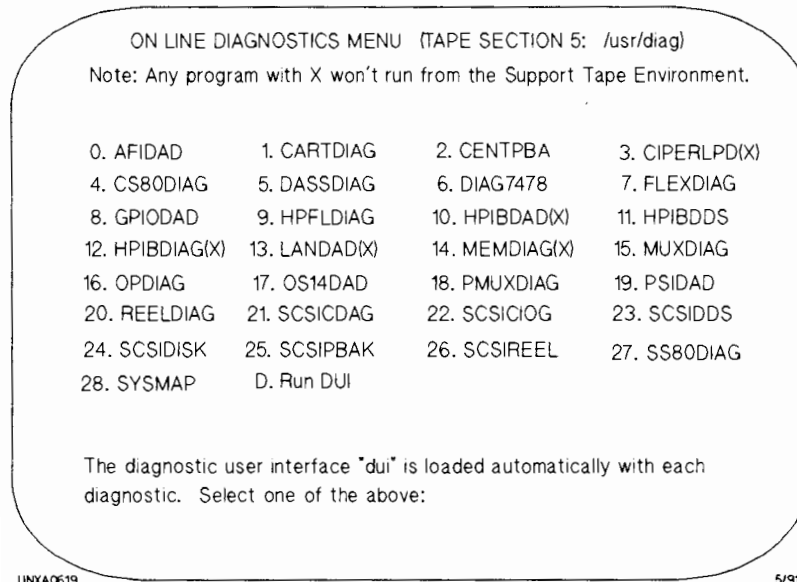 ON LINE DIAGNOSTICS MENU (TAPE SECTION 5: /usr/diag)
Note: Any program with X won't run from the Support Tape Environment.
0. AFIDAD 1. CARTDIAG 2. CENTPBA 3. CIPERLPD(X)
4. CS80DIAG 5. DASSDIAG 6. DIAG7478 7. FLEXDIAG
8. GPIODAD 9. HPFLDIAG 10. HPIBDAD(X) 11. HPIBDDS
12. HPIBDIAG(X) 13. LANDAD(X) 14. MEMDIAG(X) 15. MUXDIAG
16. OPDIAG 17. OS14DAD 18. PMUXDIAG 19. PSIDAD
20. REELDIAG 21. SCSICDAG 22. SCSICIOG 23. SCSIDDS
24. SCSIDISK 25. SCSIPBAK 26. SCSIREEL 27. SS80DIAG
28. SYSMAP D. Run DUI
The diagnostic user interface "dui" is loaded automatically with each
diagnostic. Select one of the above:
UNXA0619